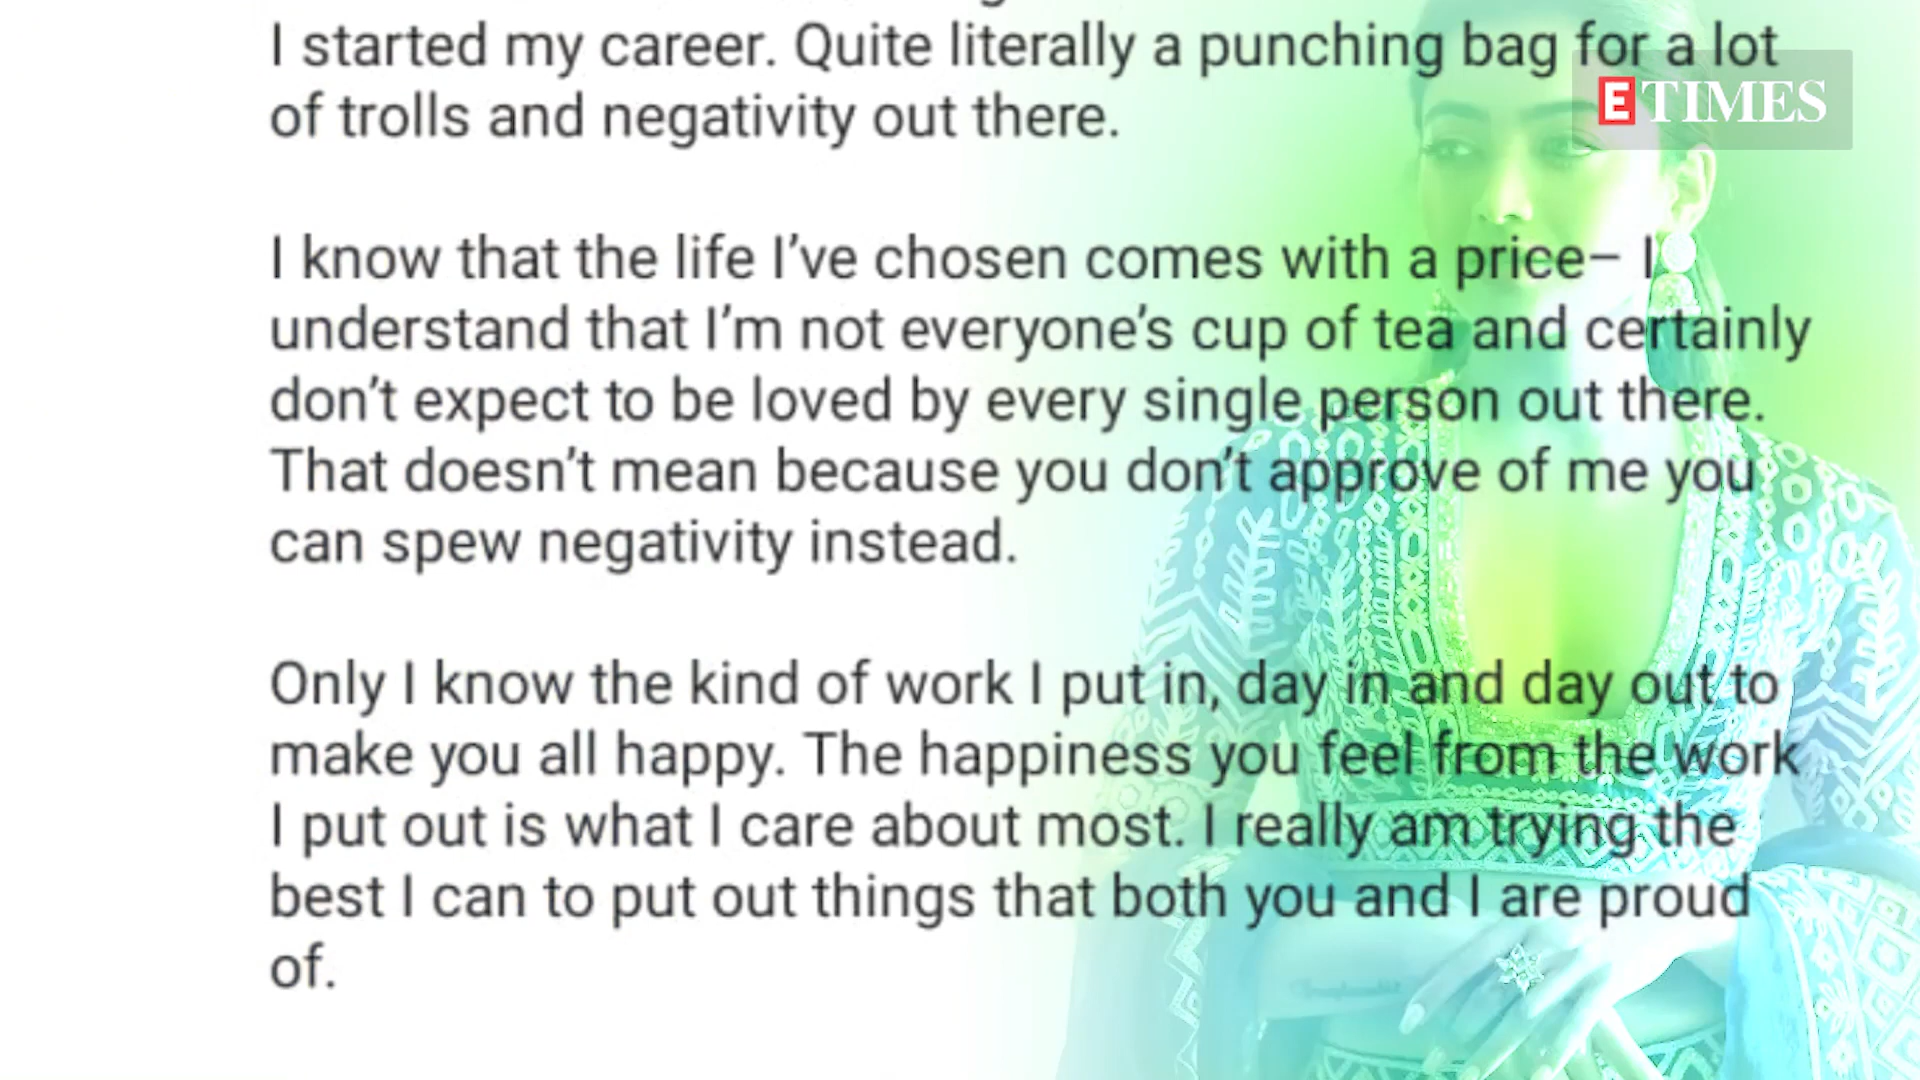 I started my career. Quite literally a punching bag for a lot
E TIMES
of trolls and negativity out there.
I know that the life I’ve chosen comes with a price– I
understand that I’m not everyone’s cup of tea and certainly
don’t expect to be loved by every single person out there.
That doesn’t mean because you don’t approve of me you
can spew negativity instead.
Only I know the kind of work I put in, day in and day out to
make you all happy. The happiness you feel from the work
I put out is what I care about most. I really am trying the
best I can to put out things that both you and I are proud
of.